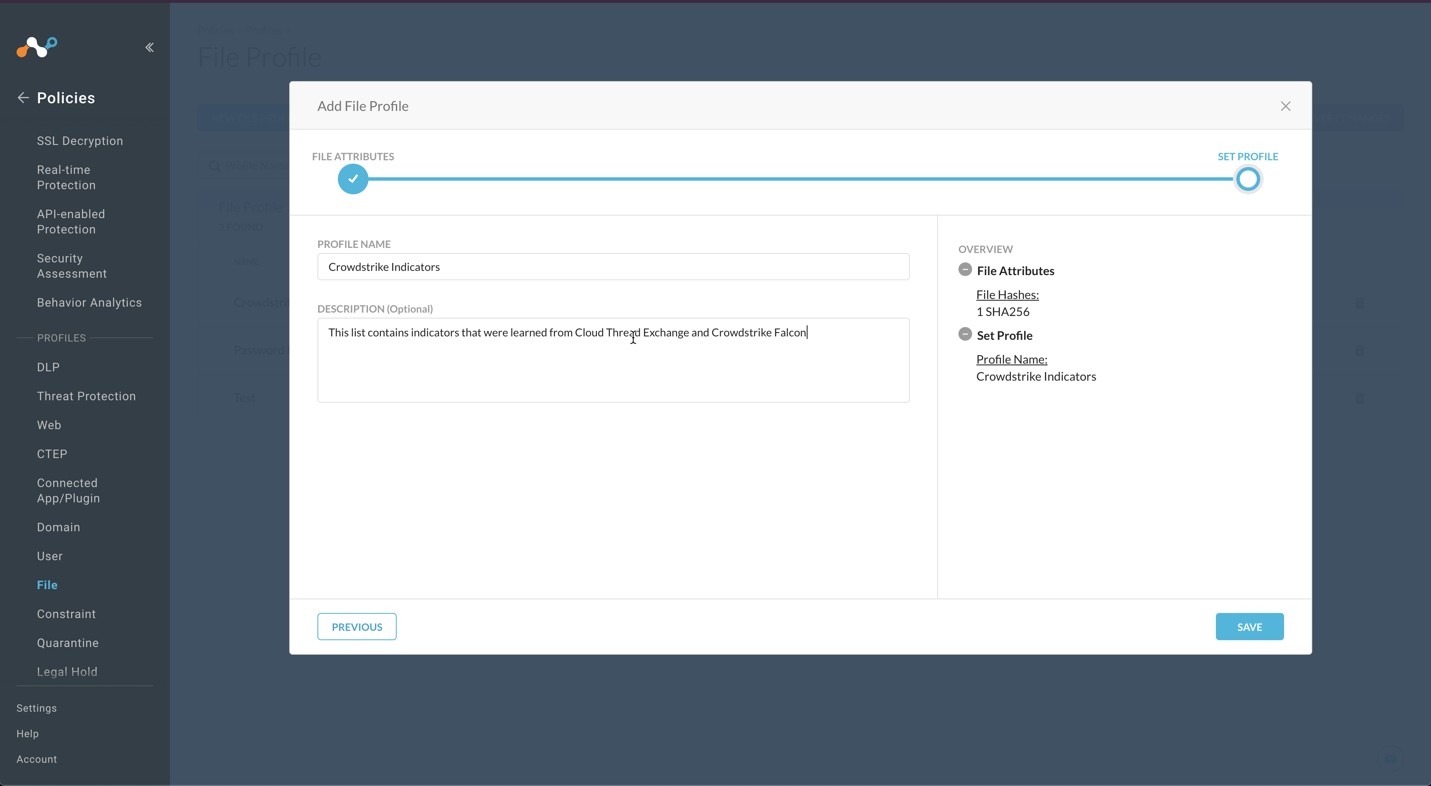 Policies
SSL Decryption
Real-time
Protection
API-enabled
Protection
Security
Assessment
Behavior Analytics
PROFILES
DLP
Threat Protection
Web
CTEP
Connected
App/Plugin
Domain
User
File
Constraint
Quarantine
Legal Hold
Settings
Help
Account
File Profile
Add File Profile
FILE ATTRIBUTES
SET PROFILE
PROFILE NAME
Crowdstrike Indicators
DESCRIPTION (Optional)
This list contains indicators that were learned from Cloud Thread Exchange and Crowdstrike Falcon
OVERVIEW
File Attributes
File Hashes:
1 SHA256
Set Profile
Profile Name:
Crowdstrike Indicators
PREVIOUS
SAVE